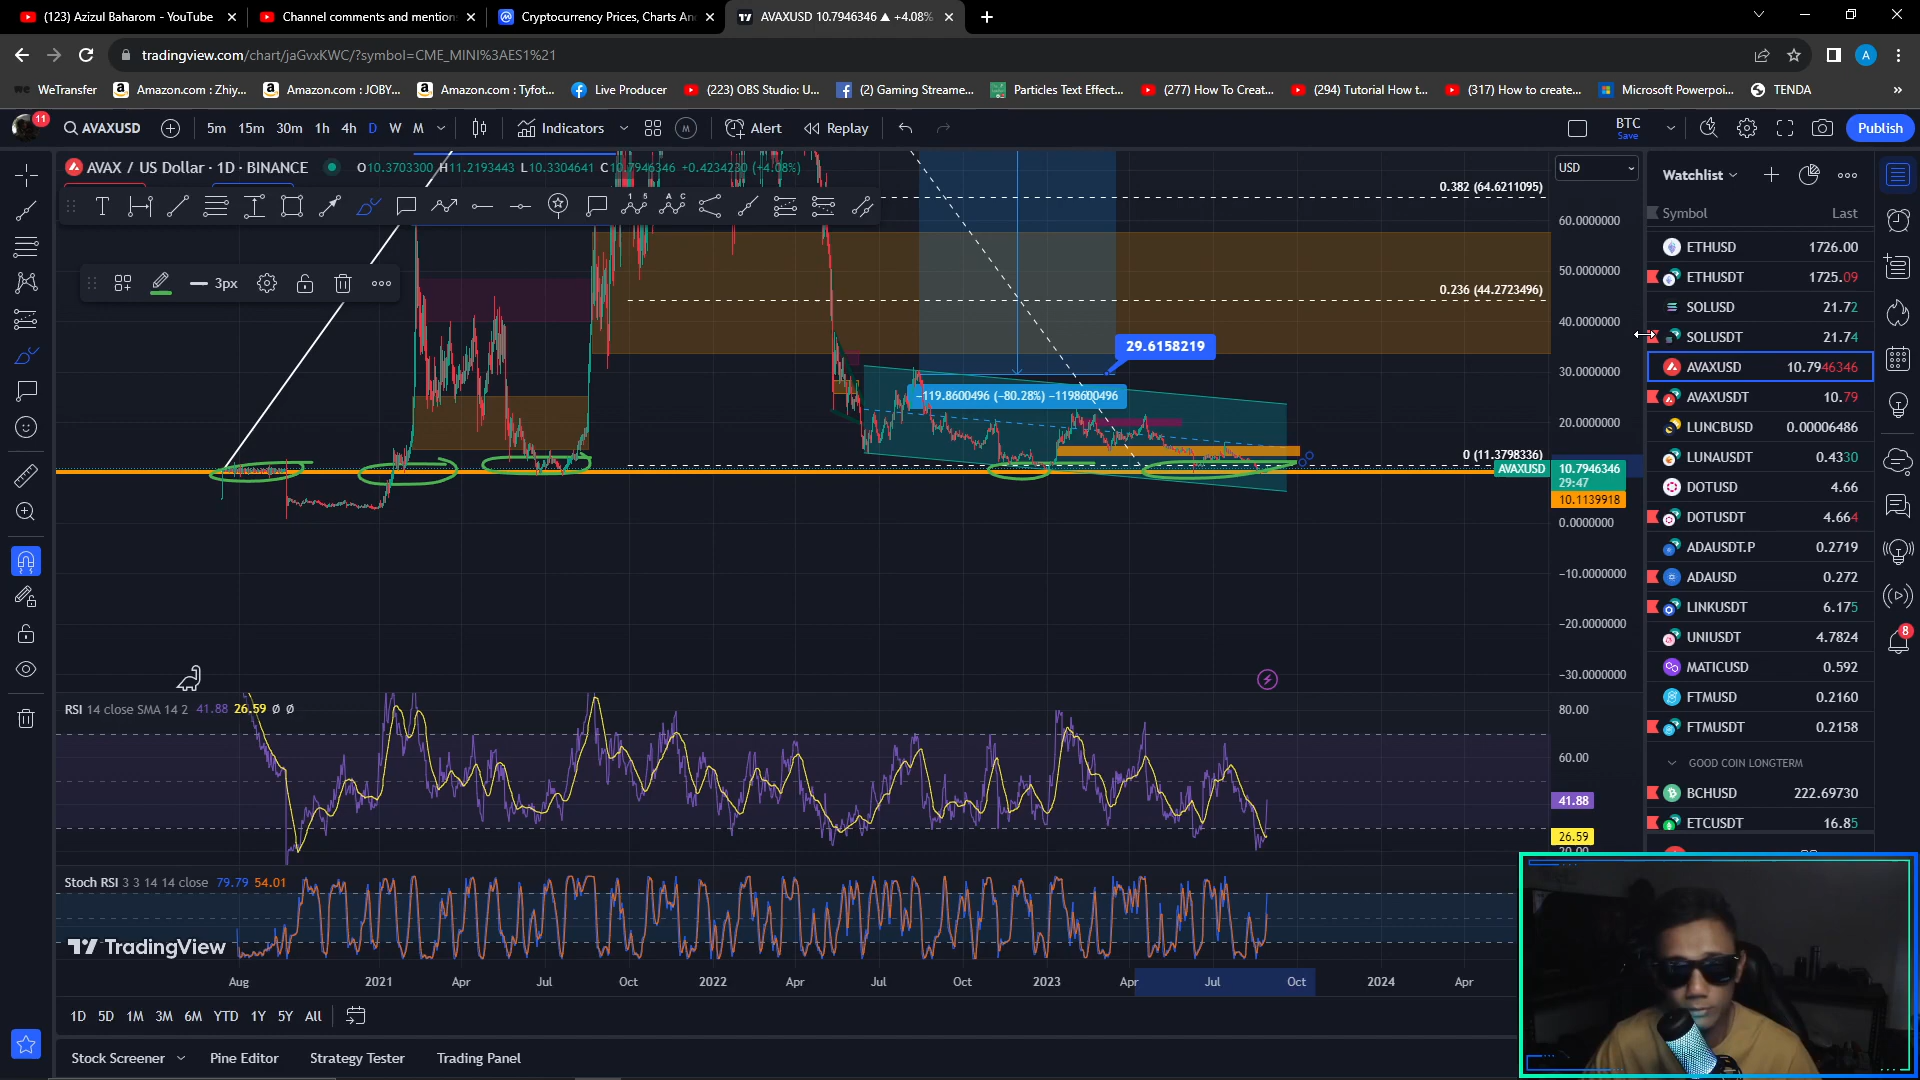 (123) Azizul Baharom - YouTube
Channel comments and mention
Cryptocurrency Prices, Charts An
AVAXUSD 10.7946346 ▲ +4.08%
tradingview.com/chart/jaGvxKWC/?symbol=CME_MINI%3AES1%21
A
WeTransfer
Amazon.com : Zhiy...
Amazon.com : JOBY...
Amazon.com : Tyfot...
Live Producer
(223) OBS Studio: U...
(2) Gaming Streame...
Particles Text Effect...
(277) How To Creat...
(294) Tutorial How t...
(317) How to create...
Microsoft Powerpoi...
TENDA
11
AVAXUSD
5m 15m 30m 1h 4h D W M
Indicators
M
Alert
Replay
BTC
Save
Publish
AVAX / US Dollar · 1D · BINANCE
O10.3703300 H11.2193443 L10.3304641 C10.7946346 +0.4234230 (+4.08%)
3px
USD
0.382 (64.6211095)
0.236 (44.2723496)
0 (11.3798336)
29.6158219
−119.8600496 (−80.28%) −1198600496
60.0000000
50.0000000
40.0000000
30.0000000
20.0000000
AVAXUSD 10.7946346
29:47
10.1139918
0.0000000
−10.0000000
−20.0000000
−30.0000000
RSI 14 close SMA 14 2 41.88 26.59 Ø Ø
80.00
60.00
41.88
26.59
20.00
Stoch RSI 3 3 14 14 close 79.79 54.01
TradingView
Aug 2021 Apr Jul Oct 2022 Apr Jul Oct 2023 Apr Jul Oct 2024 Apr
1D 5D 1M 3M 6M YTD 1Y 5Y All
Stock Screener
Pine Editor
Strategy Tester
Trading Panel
Watchlist
Symbol Last
ETHUSD 1726.00
ETHUSDT 1725.09
SOLUSD 21.72
SOLUSDT 21.74
AVAXUSD 10.7946346
AVAXUSDT 10.79
LUNCBUSD 0.00006486
LUNAUSDT 0.4330
DOTUSD 4.66
DOTUSDT 4.664
ADAUSDT.P 0.2719
ADAUSD 0.272
LINKUSDT 6.175
UNIUSDT 4.7824
MATICUSD 0.592
FTMUSD 0.2160
FTMUSDT 0.2158
GOOD COIN LONGTERM
BCHUSD 222.69730
ETCUSDT 16.85
8